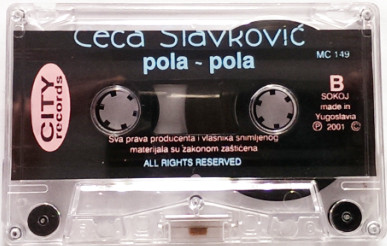 Ceca Slavković
pola - pola
MC 149
CITY
records
B
SOKOJ
made in
Yugoslavia
Ⓟ 2001 ©
Sva prava producenta i vlasnika snimljenog
materijala su zakonom zaštićena
ALL RIGHTS RESERVED